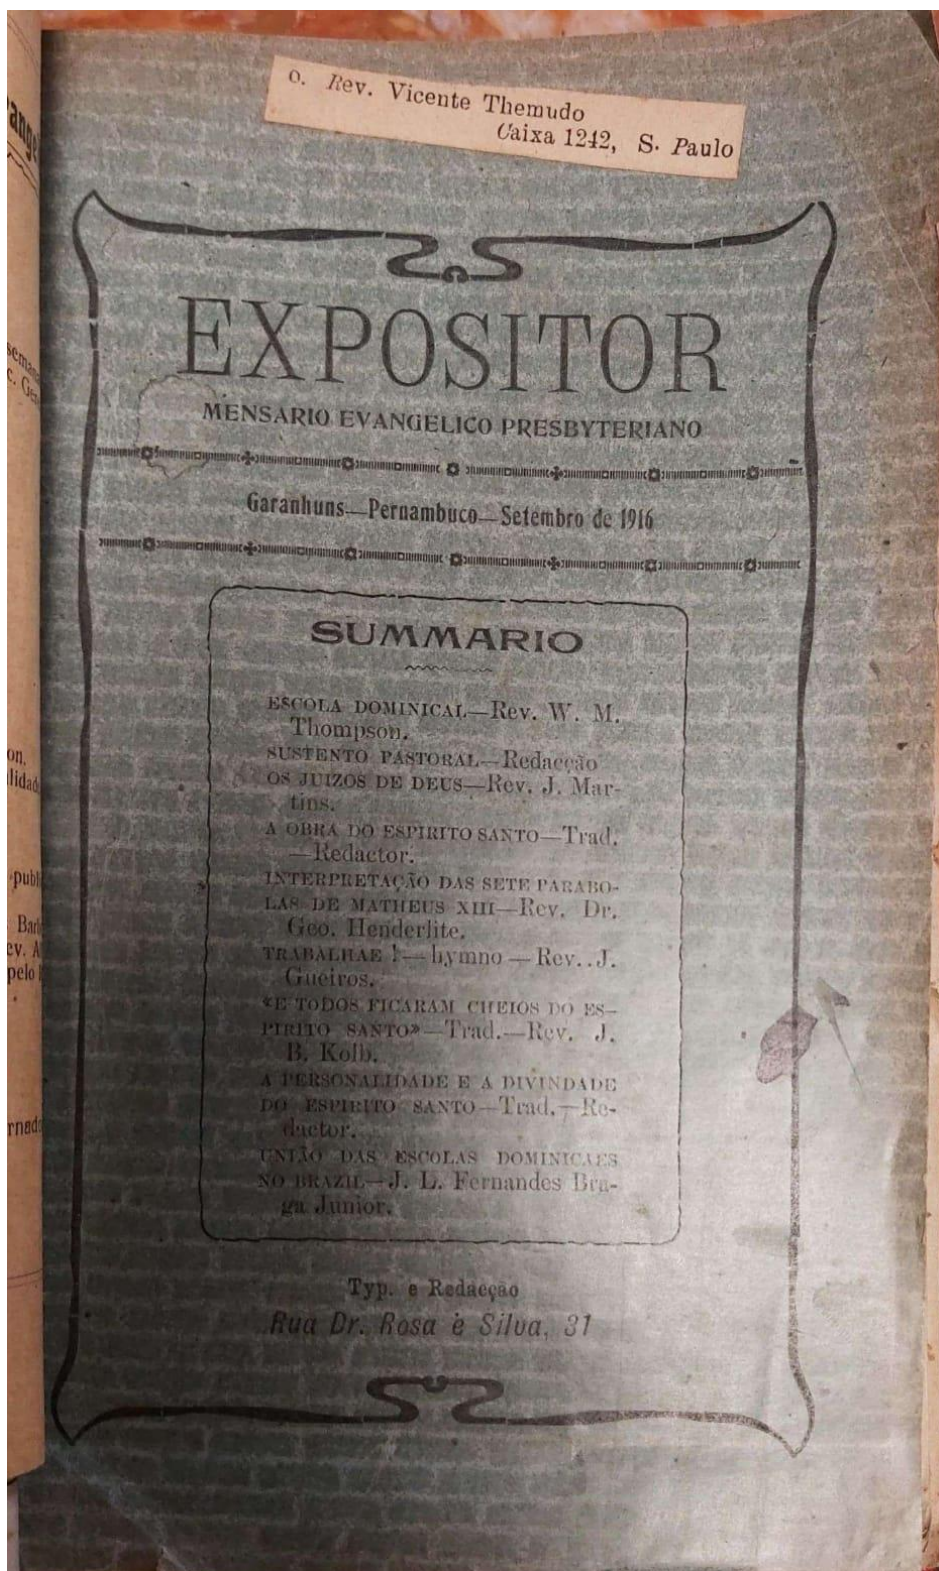 o. Rev. Vicente Themudo
Caixa 1242, S. Paulo
EXPOSITOR
MENSARIO EVANGELICO PRESBYTERIANO
Garanhuns—Pernambuco—Setembro de 1916
SUMMARIO
ESCOLA DOMINICAL—Rev. W. M.
Thompson.
SUSTENTO PASTORAL—Redacção
OS JUIZOS DE DEUS—Rev. J. Mar-
tins.
A OBRA DO ESPIRITO SANTO—Trad.
—Redactor.
INTERPRETAÇÃO DAS SETE PARABO-
LAS DE MATHEUS XIII—Rev. Dr.
Geo. Henderlite.
TRABALHAE !—hymno—Rev..J.
Gueiros.
«E TODOS FICARAM CHEIOS DO ES-
PIRITO SANTO»—Trad.—Rev. J.
B. Kolb.
A PERSONALIDADE E A DIVINDADE
DO ESPIRITO SANTO—Trad.—Re-
dactor.
UNIÃO DAS ESCOLAS DOMINICAES
NO BRAZIL—J. L. Fernandes Bra-
ga Junior.
Typ. e Redacção
Rua Dr. Rosa e Silva, 31